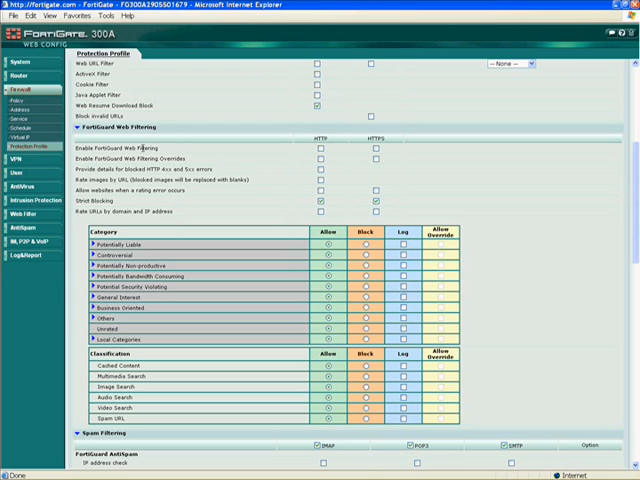 http://fortigate.com - FortiGate - FG300A2905501679 - Microsoft Internet Explorer
File Edit View Favorites Tools Help
FORTIGATE 300A
WEB CONFIG
Protection Profile
System
Router
Firewall
Policy
Address
Service
Schedule
Virtual IP
Protection Profile
VPN
User
AntiVirus
Intrusion Protection
Web Filter
AntiSpam
IM, P2P & VoIP
Log&Report
Web URL Filter -- None --
ActiveX Filter
Cookie Filter
Java Applet Filter
Web Resume Download Block
Block invalid URLs
FortiGuard Web Filtering
HTTP HTTPS
Enable FortiGuard Web Filtering
Enable FortiGuard Web Filtering Overrides
Provide details for blocked HTTP 4xx and 5xx errors
Rate images by URL (blocked images will be replaced with blanks)
Allow websites when a rating error occurs
Strict Blocking
Rate URLs by domain and IP address
Category Allow Block Log Allow Override
Potentially Liable
Controversial
Potentially Non-productive
Potentially Bandwidth Consuming
Potential Security Violating
General Interest
Business Oriented
Others
Unrated
Local Categories
Classification Allow Block Log Allow Override
Cached Content
Multimedia Search
Image Search
Audio Search
Video Search
Spam URL
Spam Filtering
IMAP POP3 SMTP Option
FortiGuard AntiSpam
IP address check
Done Internet